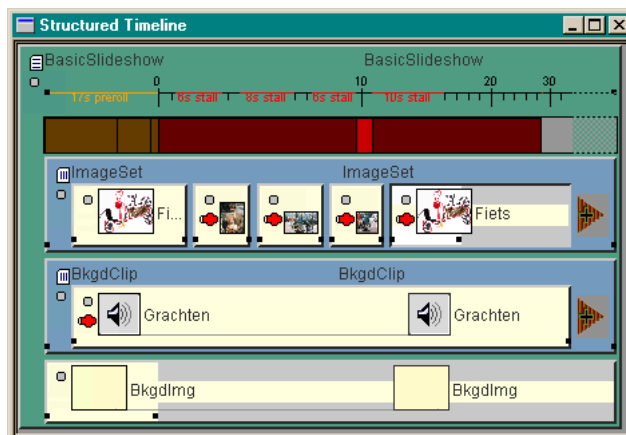 Structured Timeline
BasicSlideshow BasicSlideshow
0 10 20 30
17s preroll 6s stall 8s stall 6s stall 10s stall
ImageSet ImageSet
Fi... Fiets
BkgdClip BkgdClip
Grachten Grachten
BkgdImg BkgdImg